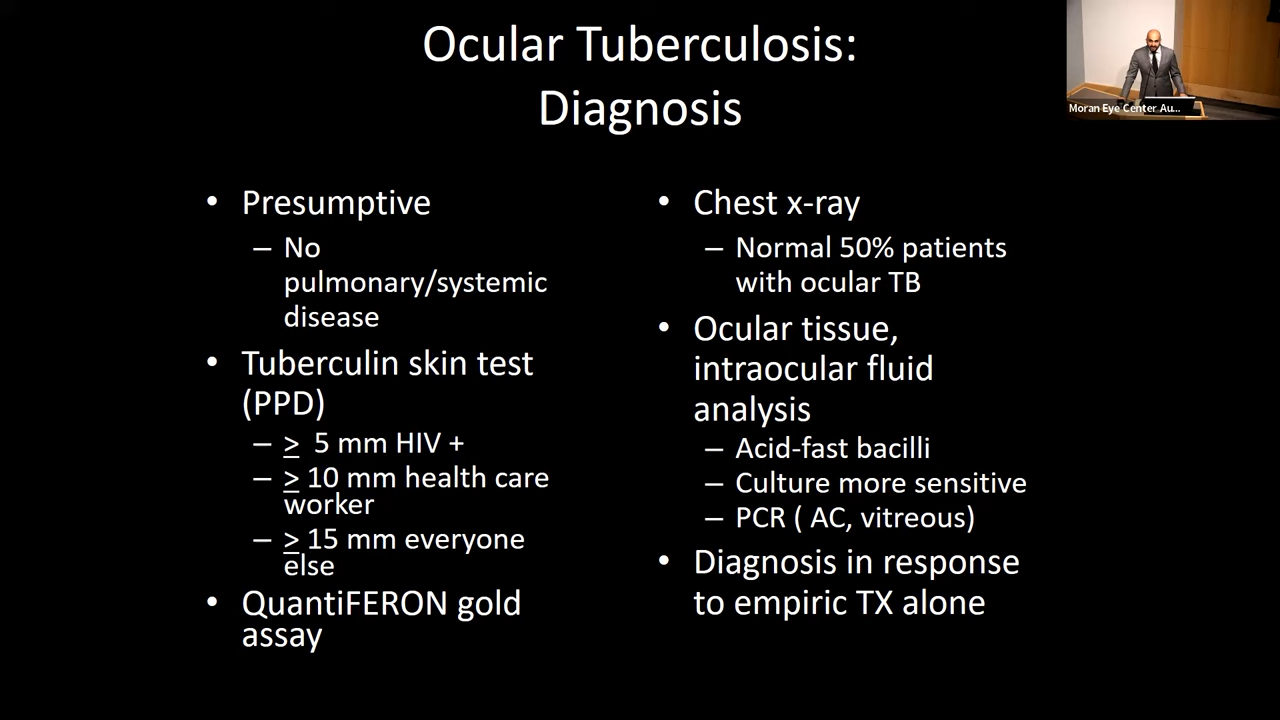 Ocular Tuberculosis:
Diagnosis
Moran Eye Center Au...
• Presumptive
– No
pulmonary/systemic
disease
• Tuberculin skin test
(PPD)
– ≥ 5 mm HIV +
– ≥ 10 mm health care
worker
– ≥ 15 mm everyone
else
• QuantiFERON gold
assay
• Chest x-ray
– Normal 50% patients
with ocular TB
• Ocular tissue,
intraocular fluid
analysis
– Acid-fast bacilli
– Culture more sensitive
– PCR ( AC, vitreous)
• Diagnosis in response
to empiric TX alone